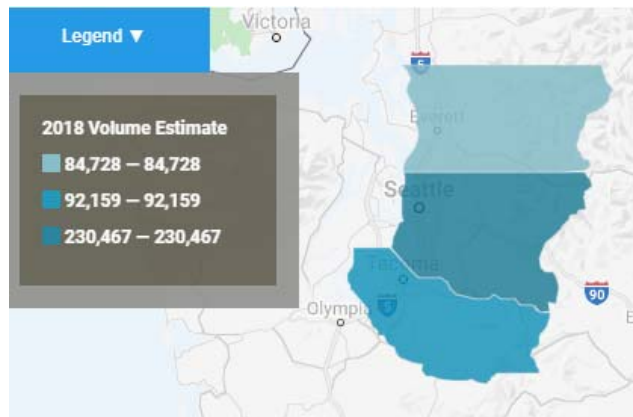 Legend ▼
Victoria
5
2018 Volume Estimate
84,728 — 84,728
92,159 — 92,159
230,467 — 230,467
Everett
Seattle
Tacoma
Olympia
5
90
E